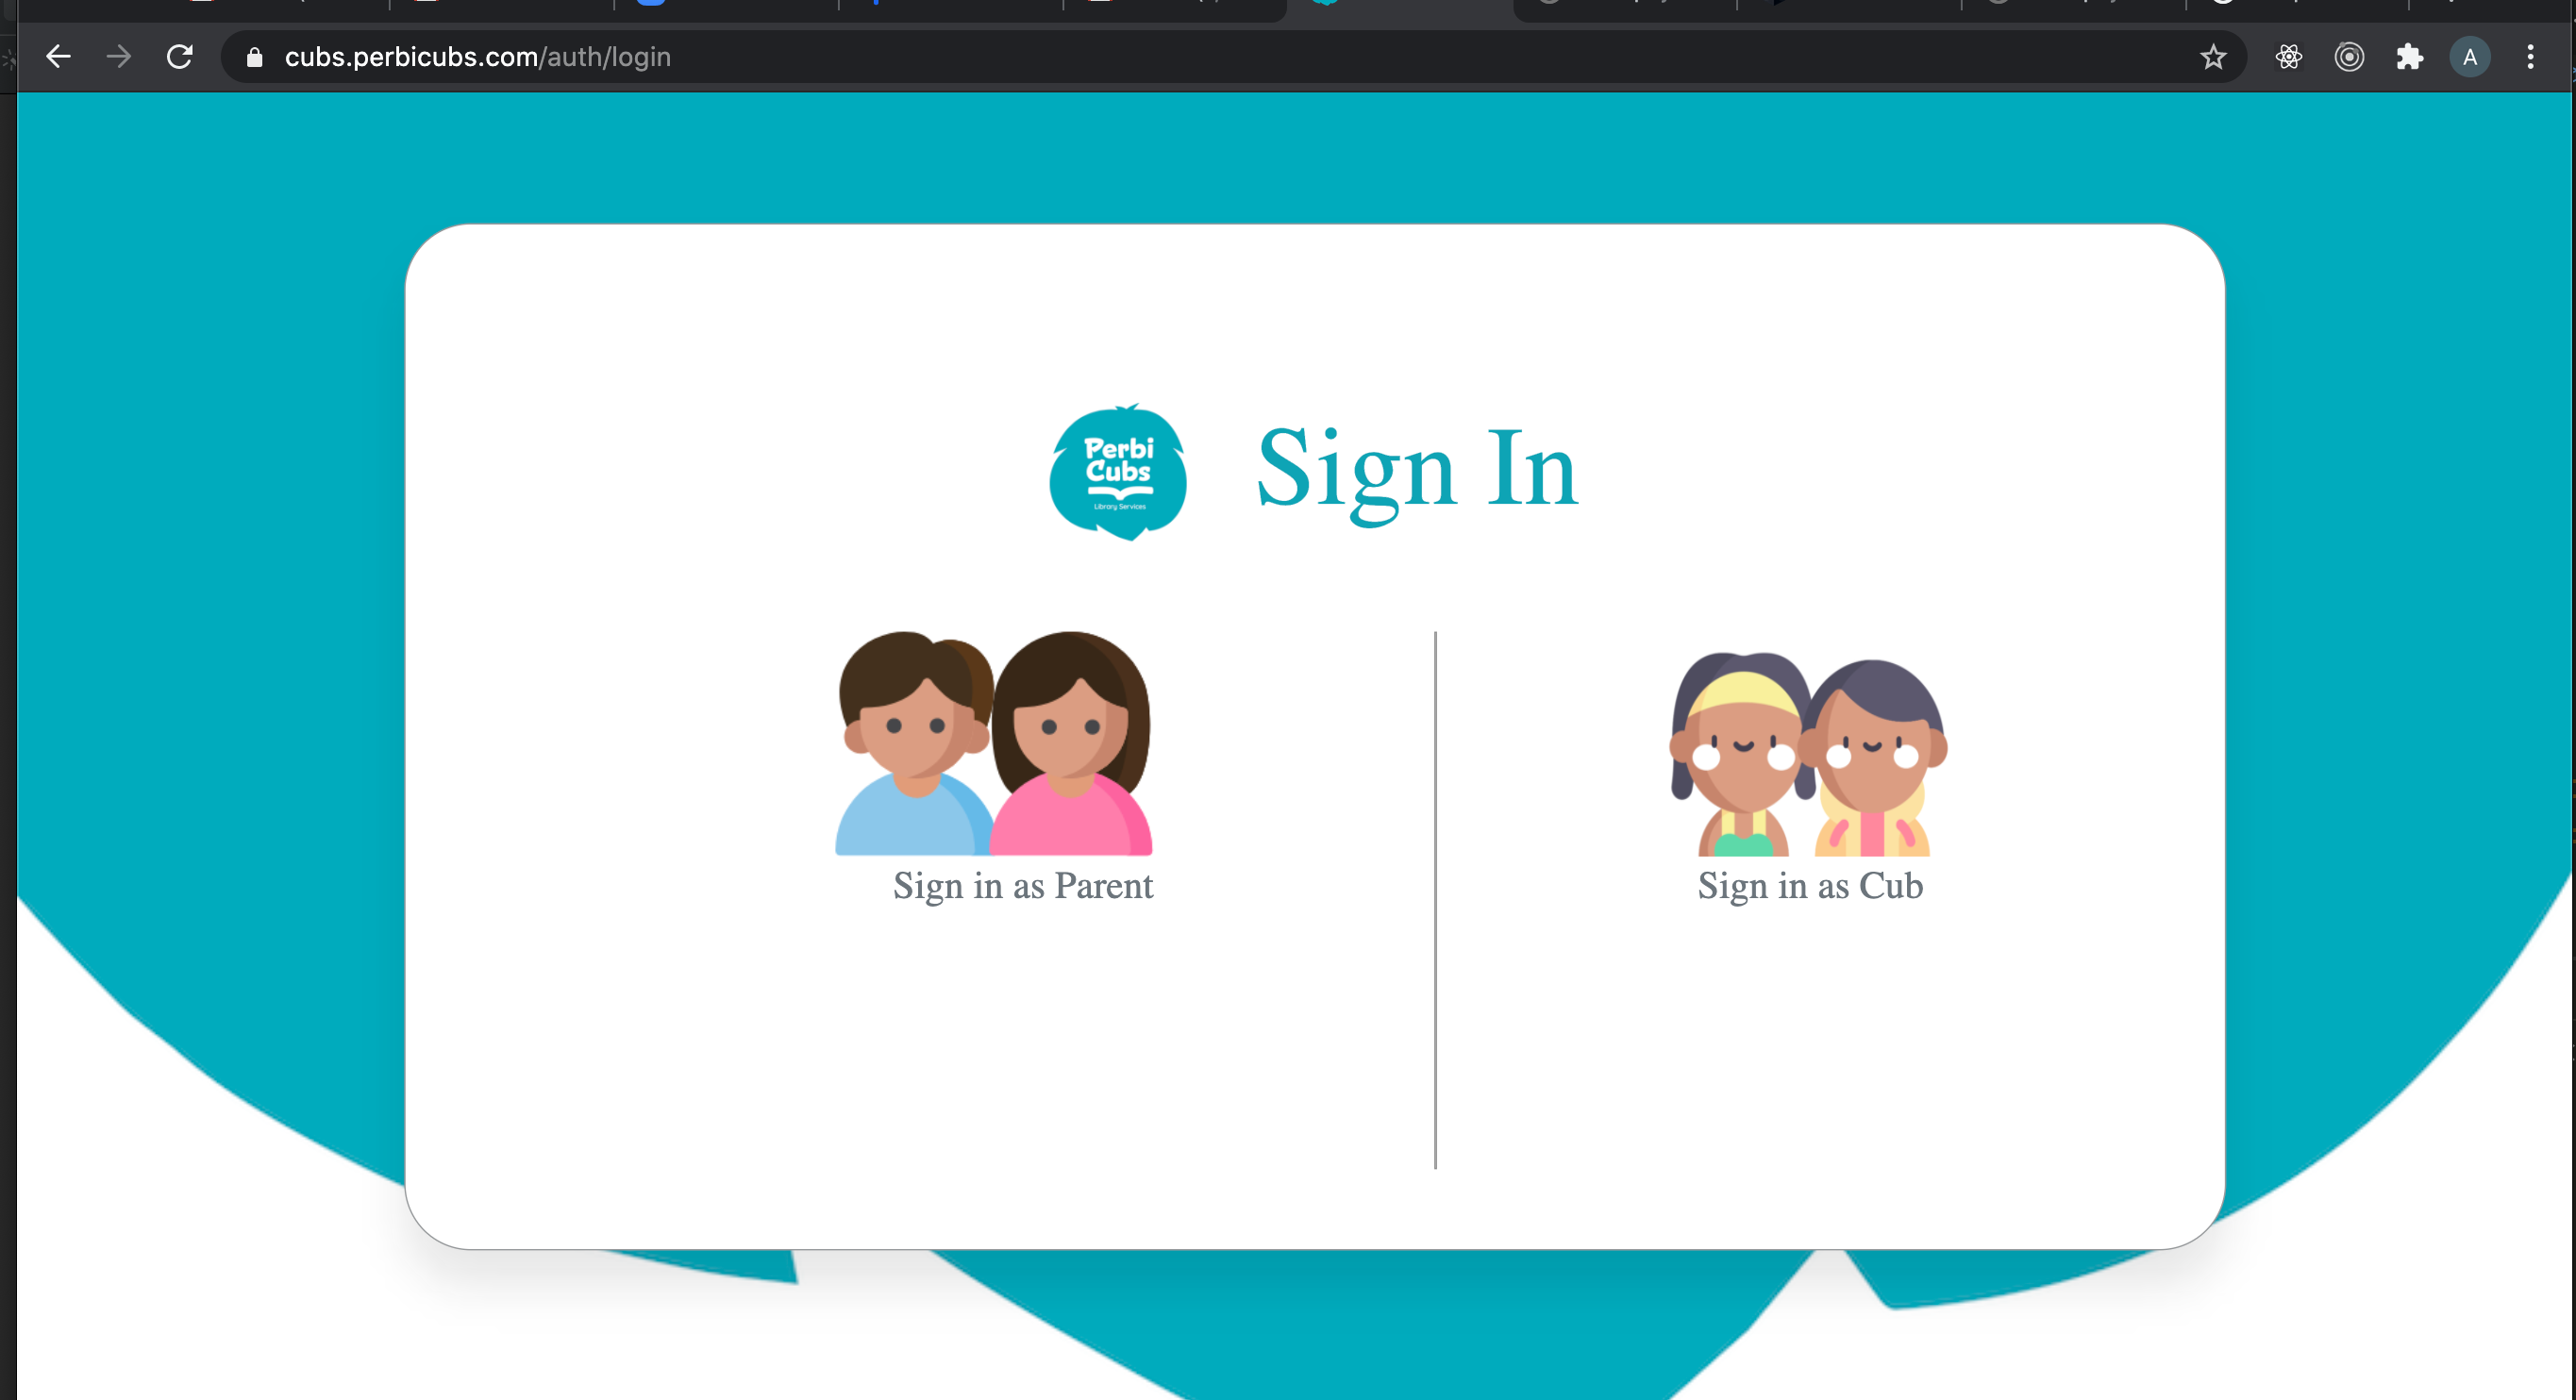 cubs.perbicubs.com/auth/login
A
Perbi
Cubs
Library Services
Sign In
Sign in as Parent
Sign in as Cub